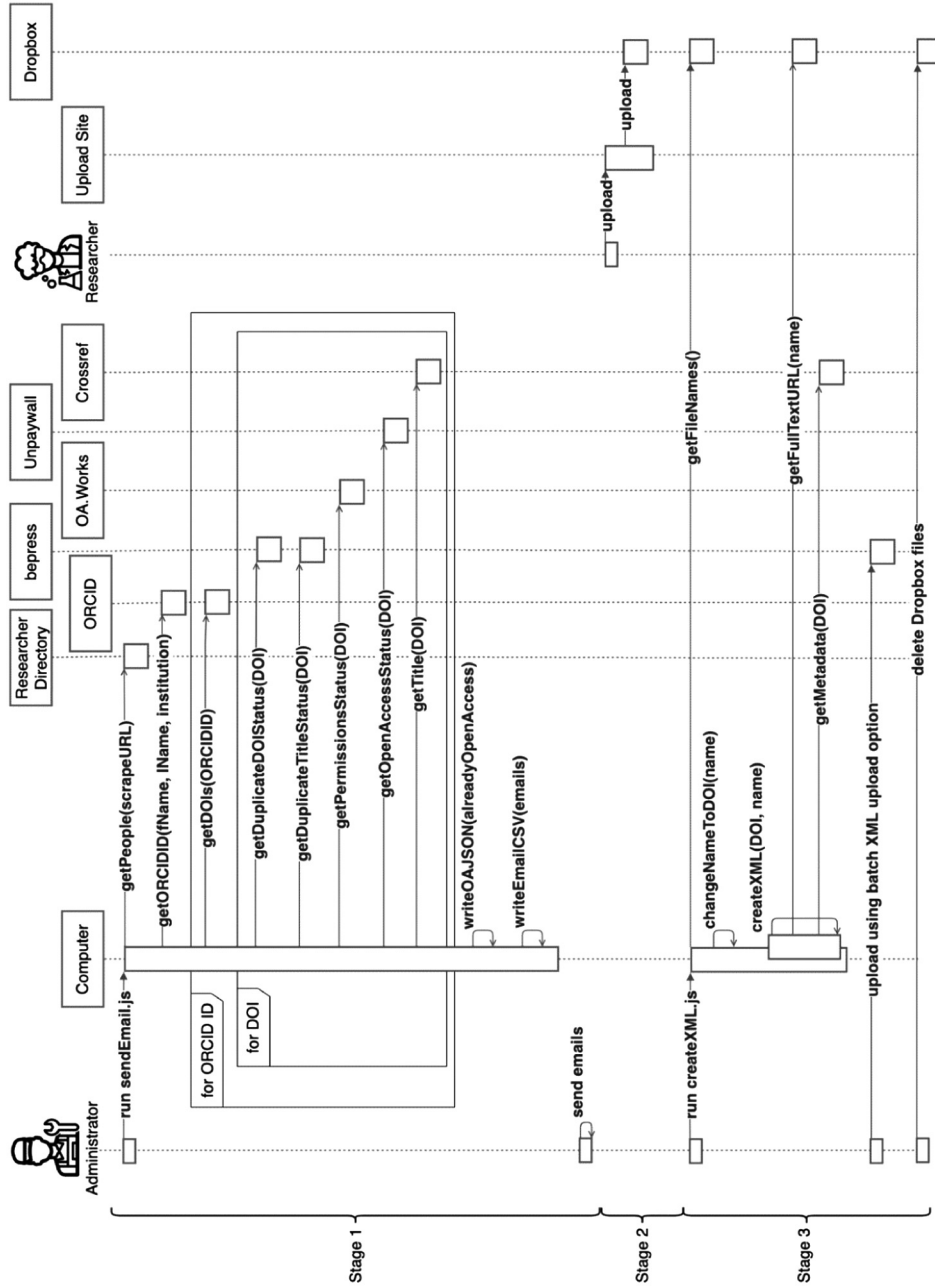 Administrator
Computer
Researcher
Directory
ORCID
bepress
OA.Works
Unpaywall
Crossref
Researcher
Upload Site
Dropbox
Stage 1
run sendEmail.js
getPeople(scrapeURL)
getORCIDID(fName, lName, institution)
for ORCID ID
getDOIs(ORCIDID)
for DOI
getDuplicateDOIStatus(DOI)
getDuplicateTitleStatus(DOI)
getPermissionsStatus(DOI)
getOpenAccessStatus(DOI)
getTitle(DOI)
writeOAJSON(alreadyOpenAccess)
writeEmailCSV(emails)
send emails
Stage 2
upload
upload
Stage 3
run createXML.js
getFileNames()
changeNameToDOI(name)
createXML(DOI, name)
getFullTextURL(name)
getMetadata(DOI)
upload using batch XML upload option
delete Dropbox files